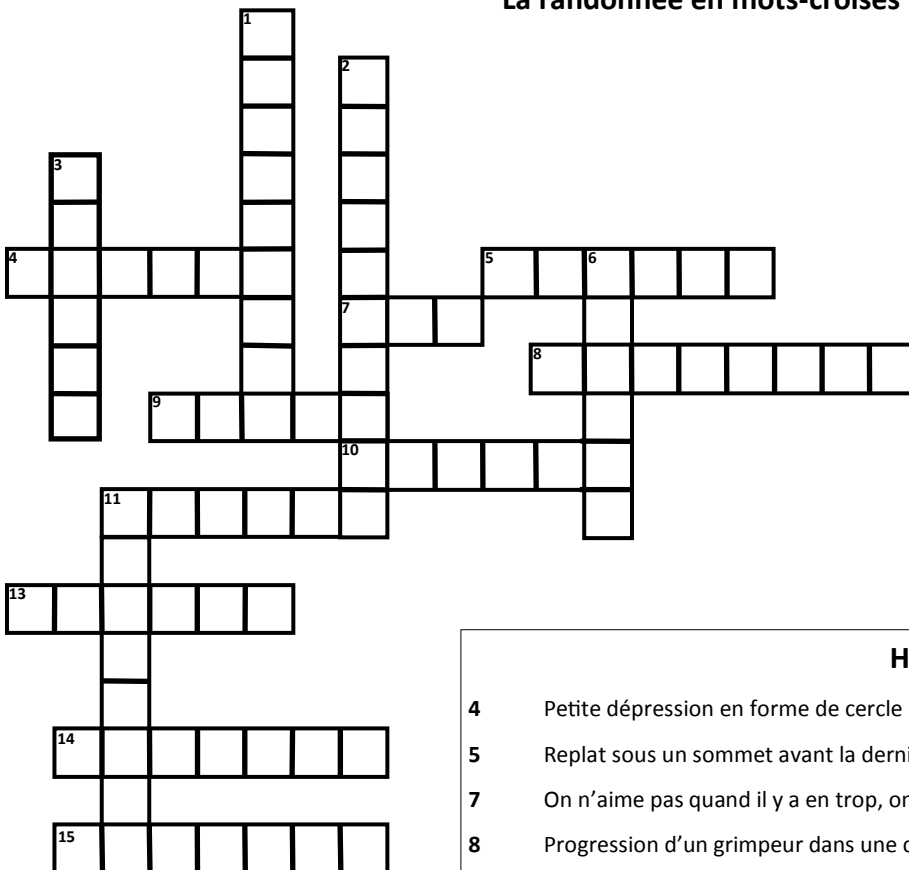 La randonnée en mots-croisés
1
2
3
4
5
6
7
8
9
10
11
13
14
15
H
4 Petite dépression en forme de cercle
5 Replat sous un sommet avant la derni
7 On n’aime pas quand il y a en trop, on
8 Progression d’un grimpeur dans une